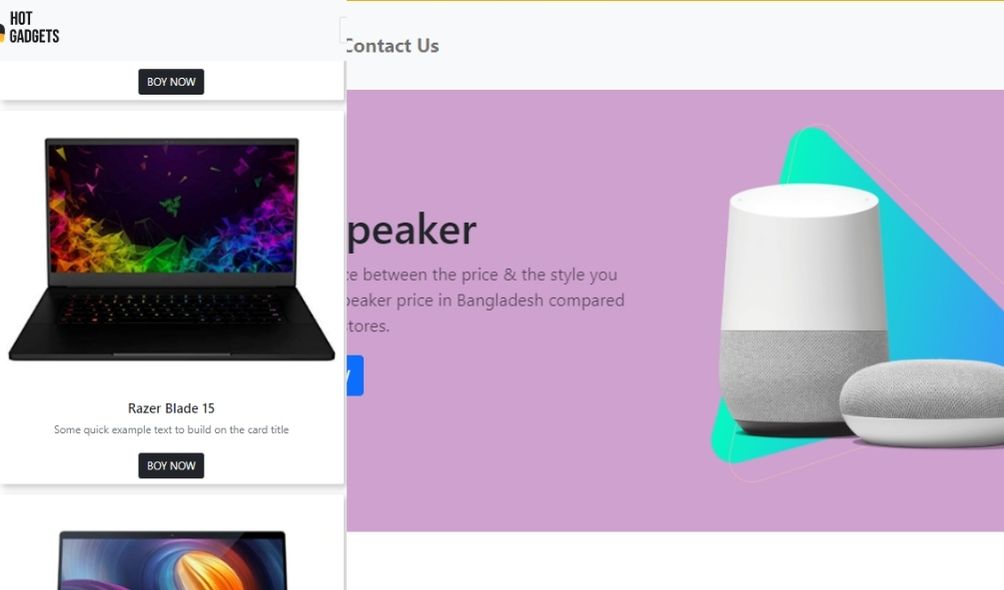 HOT
GADGETS
BOY NOW
Razer Blade 15
Some quick example text to build on the card title
BOY NOW
Contact Us
peaker
ce between the price & the style you
peaker price in Bangladesh compared
stores.